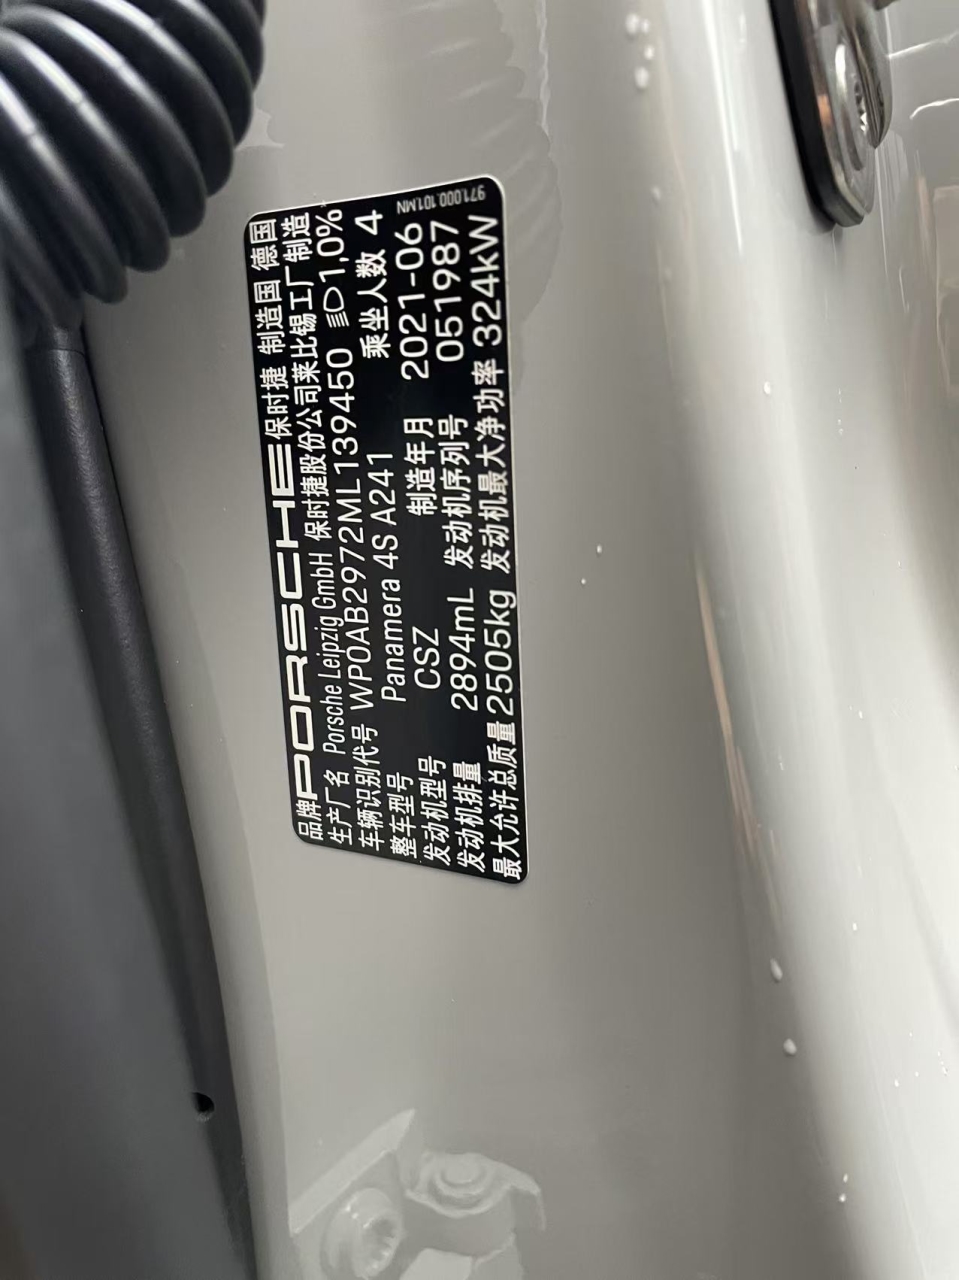 品牌 PORSCHE 保时捷 制造国 德国
生产厂名 Porsche Leipzig GmbH 保时捷股份公司莱比锡工厂制造
车辆识别代号 WP0AB2972ML139450 1,0%
整车型号 Panamera 4S A241 乘坐人数 4
发动机型号 CSZ 制造年月 2021-06
发动机排量 2894mL 发动机序列号 051987
最大允许总质量 2505kg 发动机最大净功率 324kW
971.000.101.MN